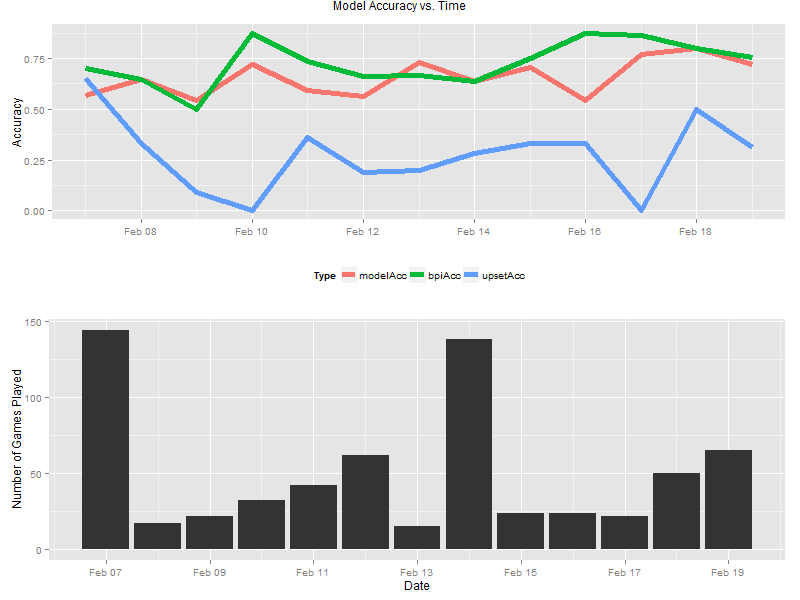 Model Accuracy vs. Time
Accuracy
0.75
0.50
0.25
0.00
Feb 08 Feb 10 Feb 12 Feb 14 Feb 16 Feb 18
Type modelAcc bpiAcc upsetAcc
Number of Games Played
150
100
50
0
Feb 07 Feb 09 Feb 11 Feb 13 Feb 15 Feb 17 Feb 19
Date